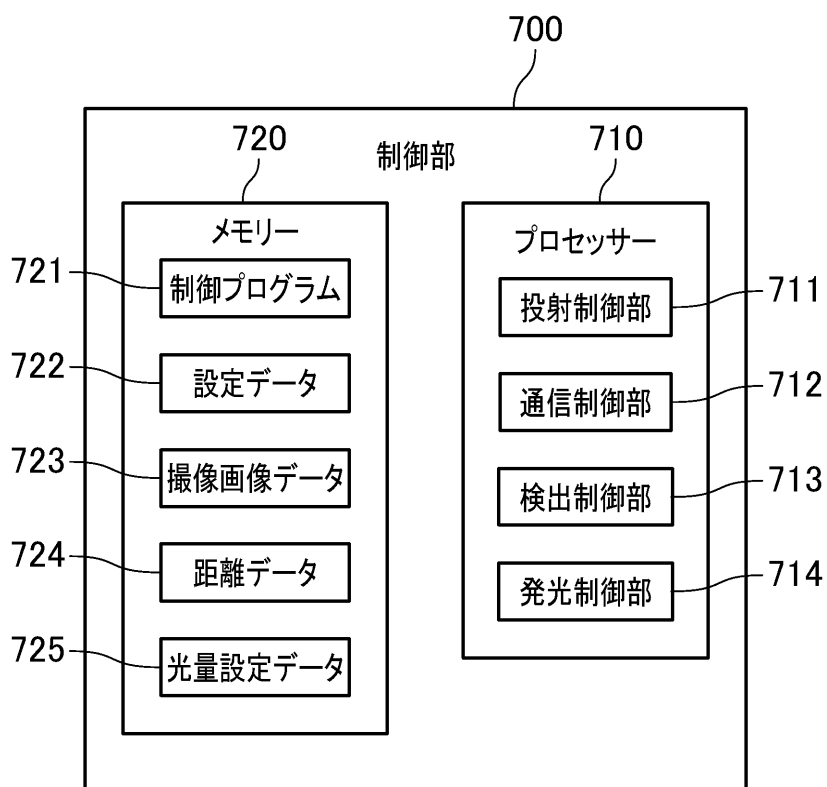 700
制御部
720
メモリー
721
制御プログラム
722
設定データ
723
撮像画像データ
724
距離データ
725
光量設定データ
710
プロセッサー
投射制御部
711
通信制御部
712
検出制御部
713
発光制御部
714